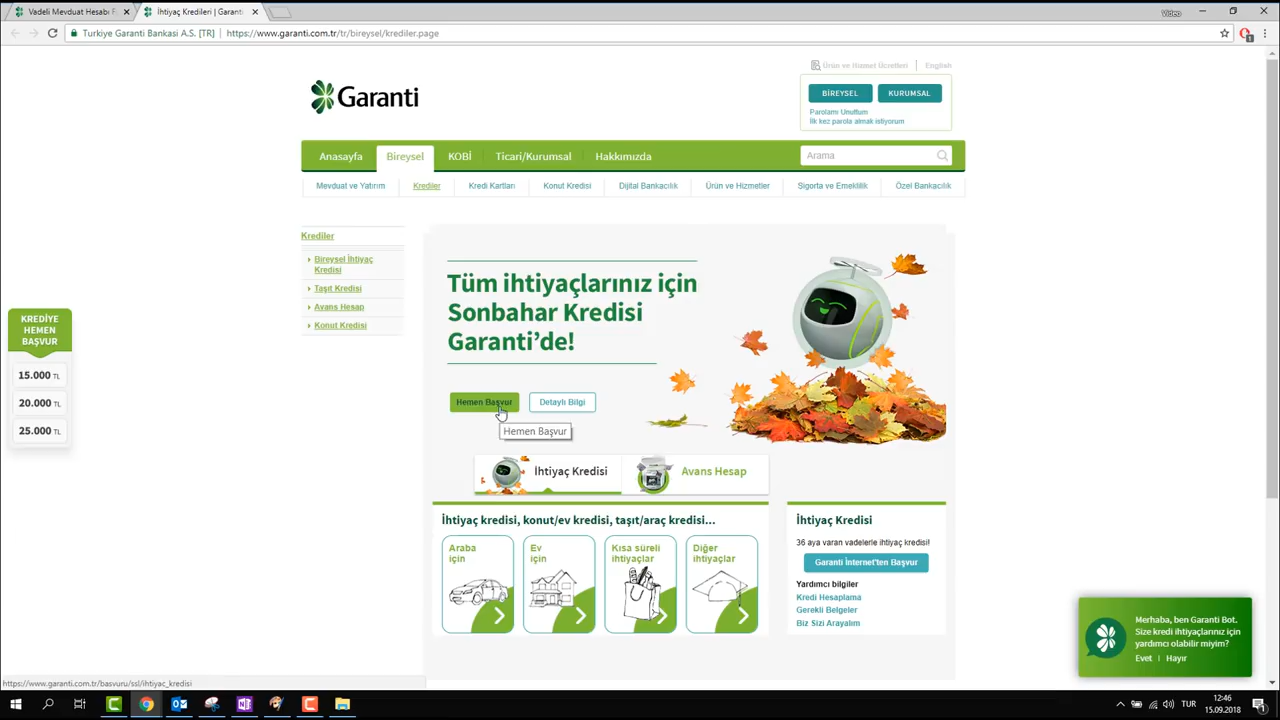 Vadeli Mevduat Hesabı F
İhtiyaç Kredileri | Garanti
Video
Turkiye Garanti Bankasi A.S. [TR]
https://www.garanti.com.tr/tr/bireysel/krediler.page
Ürün ve Hizmet Ücretleri
English
Garanti
BİREYSEL
KURUMSAL
Parolamı Unuttum
İlk kez parola almak istiyorum
Anasayfa
Bireysel
KOBİ
Ticari/Kurumsal
Hakkımızda
Arama
Mevduat ve Yatırım
Krediler
Kredi Kartları
Konut Kredisi
Dijital Bankacılık
Ürün ve Hizmetler
Sigorta ve Emeklilik
Özel Bankacılık
Krediler
Bireysel İhtiyaç
Kredisi
Taşıt Kredisi
Avans Hesap
Konut Kredisi
KREDİYE
HEMEN
BAŞVUR
15.000 TL
20.000 TL
25.000 TL
Tüm ihtiyaçlarınız için
Sonbahar Kredisi
Garanti'de!
Hemen Başvur
Detaylı Bilgi
Hemen Başvur
İhtiyaç Kredisi
Avans Hesap
İhtiyaç kredisi, konut/ev kredisi, taşıt/araç kredisi...
Araba
için
Ev
için
Kısa süreli
ihtiyaçlar
Diğer
ihtiyaçlar
İhtiyaç Kredisi
36 aya varan vadelerle ihtiyaç kredisi!
Garanti İnternet'ten Başvur
Yardımcı bilgiler
Kredi Hesaplama
Gerekli Belgeler
Biz Sizi Arayalım
Merhaba, ben Garanti Bot.
Size kredi ihtiyaçlarınız için
yardımcı olabilir miyim?
Evet | Hayır
https://www.garanti.com.tr/basvuru/ssl/ihtiyac_kredisi
TUR
12:46
15.09.2018